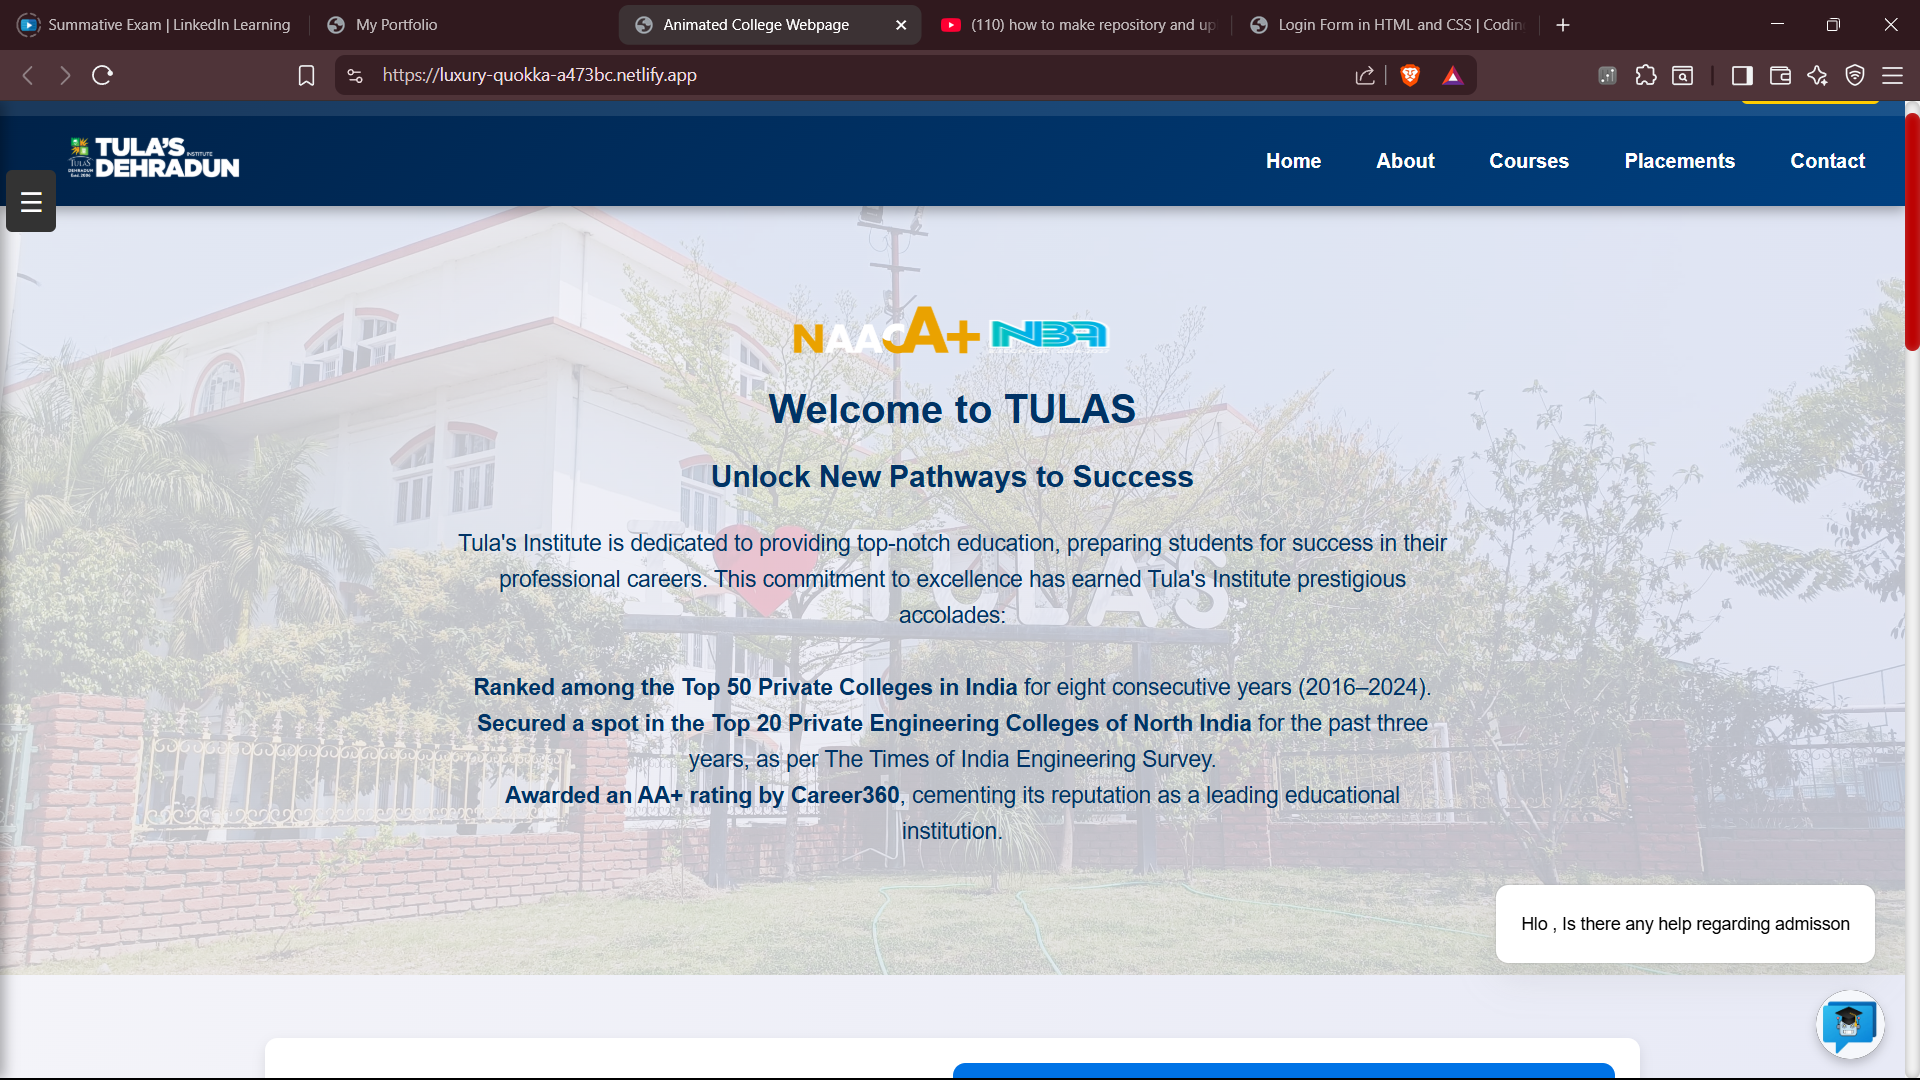 Summative Exam | LinkedIn Learning
My Portfolio
Animated College Webpage
(110) how to make repository and up
Login Form in HTML and CSS | Codin
https://luxury-quokka-a473bc.netlify.app
TULA'S INSTITUTE
DEHRADUN
Home
About
Courses
Placements
Contact
NAAC A+ NBA
Welcome to TULAS
Unlock New Pathways to Success
Tula's Institute is dedicated to providing top-notch education, preparing students for success in their
professional careers. This commitment to excellence has earned Tula's Institute prestigious
accolades:
I TULAS
Ranked among the Top 50 Private Colleges in India for eight consecutive years (2016–2024).
Secured a spot in the Top 20 Private Engineering Colleges of North India for the past three
years, as per The Times of India Engineering Survey.
Awarded an AA+ rating by Career360, cementing its reputation as a leading educational
institution.
Hlo , Is there any help regarding admisson